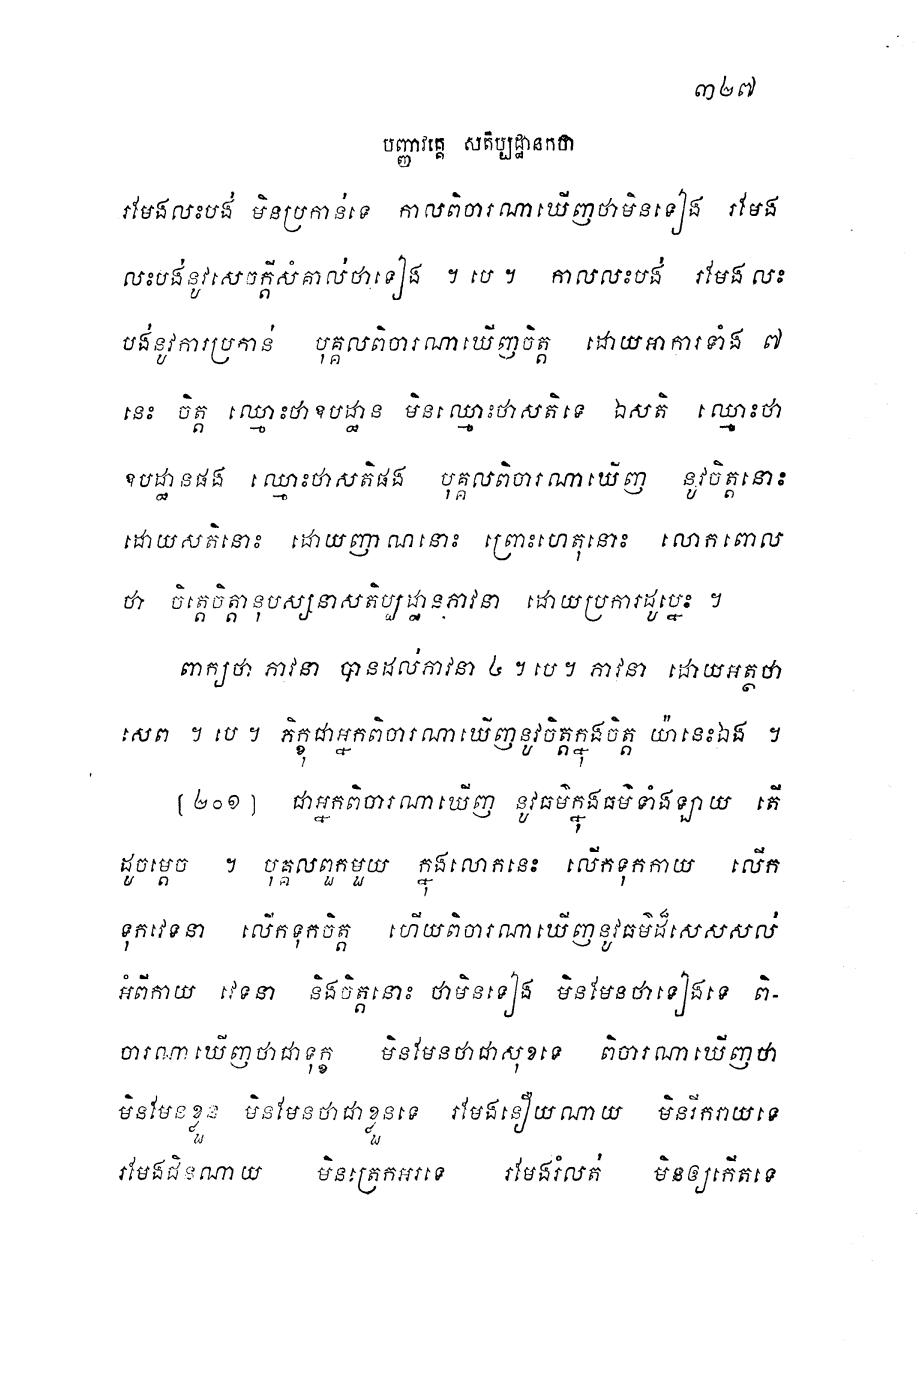 ៣២៧
បញ្ញាវគ្គេ សតិប្បដ្ឋានកថា
រមែងលះបង់ មិនប្រកាន់ទេ កាលពិចារណាឃើញថាមិនទៀង រមែង
លះបង់នូវសេចក្តីសំគាល់ថាទៀង ។ បេ ។ កាលលះបង់ រមែងលះ
បង់នូវការប្រកាន់ បុគ្គលពិចារណាឃើញចិត្ត ដោយអាការទាំង ៧
នេះ ចិត្ត ឈ្មោះថាឧបដ្ឋាន មិនឈ្មោះថាសតិទេ ឯសតិ ឈ្មោះថា
ឧបដ្ឋានផង ឈ្មោះថាសតិផង បុគ្គលពិចារណាឃើញ នូវចិត្តនោះ
ដោយសតិនោះ ដោយញាណនោះ ព្រោះហេតុនោះ លោកពោល
ថា ចិត្តេចិត្តានុបស្សនាសតិប្បដ្ឋានភាវនា ដោយប្រការដូច្នេះ ។
ពាក្យថា ភាវនា បានដល់ភាវនា ៤ ។ បេ ។ ភាវនា ដោយអត្ថថា
សេព ។ បេ ។ ភិក្ខុជាអ្នកពិចារណាឃើញនូវចិត្តក្នុងចិត្ត យ៉ាងនេះឯង ។
(២០១) ជាអ្នកពិចារណាឃើញ នូវធម៌ក្នុងធម៌ទាំងឡាយ តើ
ដូចម្តេច ។ បុគ្គលពួកមួយ ក្នុងលោកនេះ លើកទុកកាយ លើក
ទុកវេទនា លើកទុកចិត្ត ហើយពិចារណាឃើញនូវធម៌ដ៏សេសសល់
អំពីកាយ វេទនា និងចិត្តនោះ ថាមិនទៀង មិនមែនថាទៀងទេ ពិ-
ចារណាឃើញថាជាទុក្ខ មិនមែនថាជាសុខទេ ពិចារណាឃើញថា
មិនមែនខ្លួន មិនមែនថាជាខ្លួនទេ រមែងនឿយណាយ មិនរីករាយទេ
រមែងជិនណាយ មិនត្រេកអរទេ រមែងរំលត់ មិនឲ្យកើតទេ